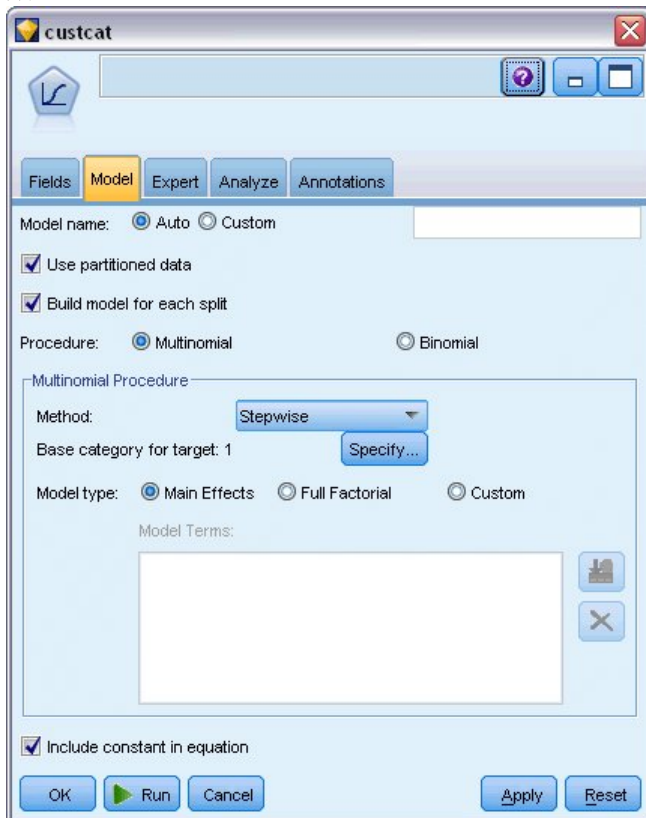 custcat
Fields Model Expert Analyze Annotations
Model name: Auto Custom
Use partitioned data
Build model for each split
Procedure: Multinomial Binomial
Multinomial Procedure
Method: Stepwise
Base category for target: 1 Specify...
Model type: Main Effects Full Factorial Custom
Model Terms:
Include constant in equation
OK Run Cancel Apply Reset